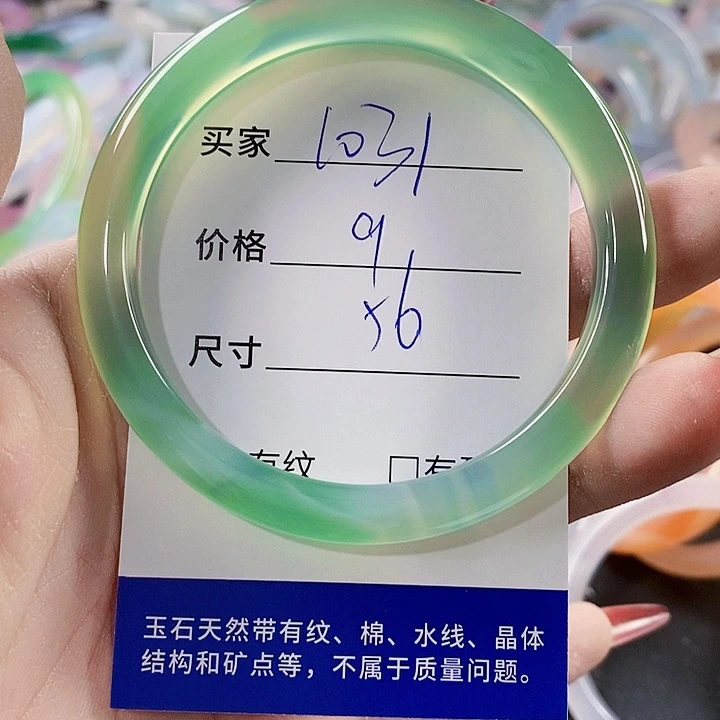 买家 1031
价格 9
尺寸 56
有纹 □有
玉石天然带有纹、棉、水线、晶体
结构和矿点等，不属于质量问题。